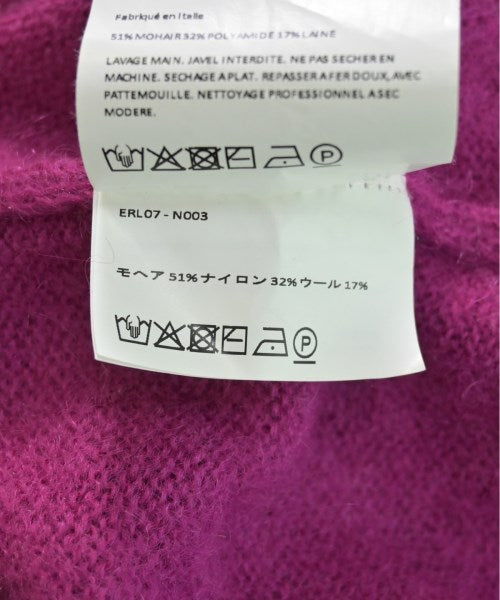 Fabriqué en Italie
51% MOHAIR 32% POLYAMIDE 17% LAINE
LAVAGE MAIN. JAVEL INTERDITE. NE PAS SECHER EN
MACHINE. SECHAGE A PLAT. REPASSER A FER DOUX, AVEC
PATTEMOUILLE. NETTOYAGE PROFESSIONNEL A SEC
MODERE.
P
ERL07 - N003
モヘア 51% ナイロン 32% ウール 17%
P